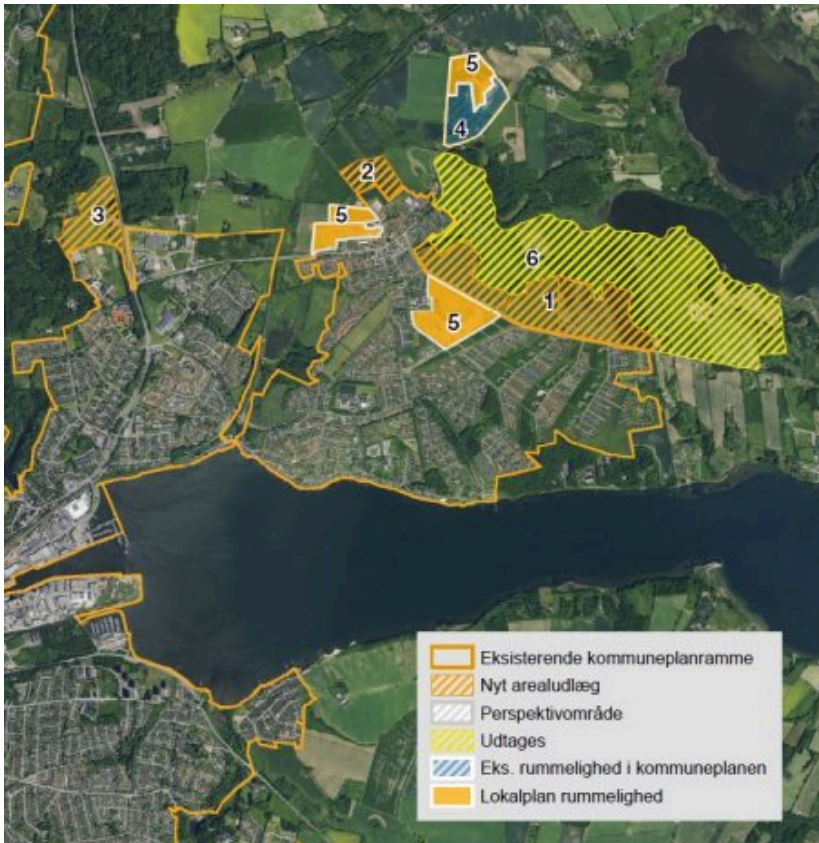 5
4
2
3
5
6
1
5
Eksisterende kommuneplanramme
Nyt arealudlæg
Perspektivområde
Udtages
Eks. rummelighed i kommuneplanen
Lokalplan rummelighed